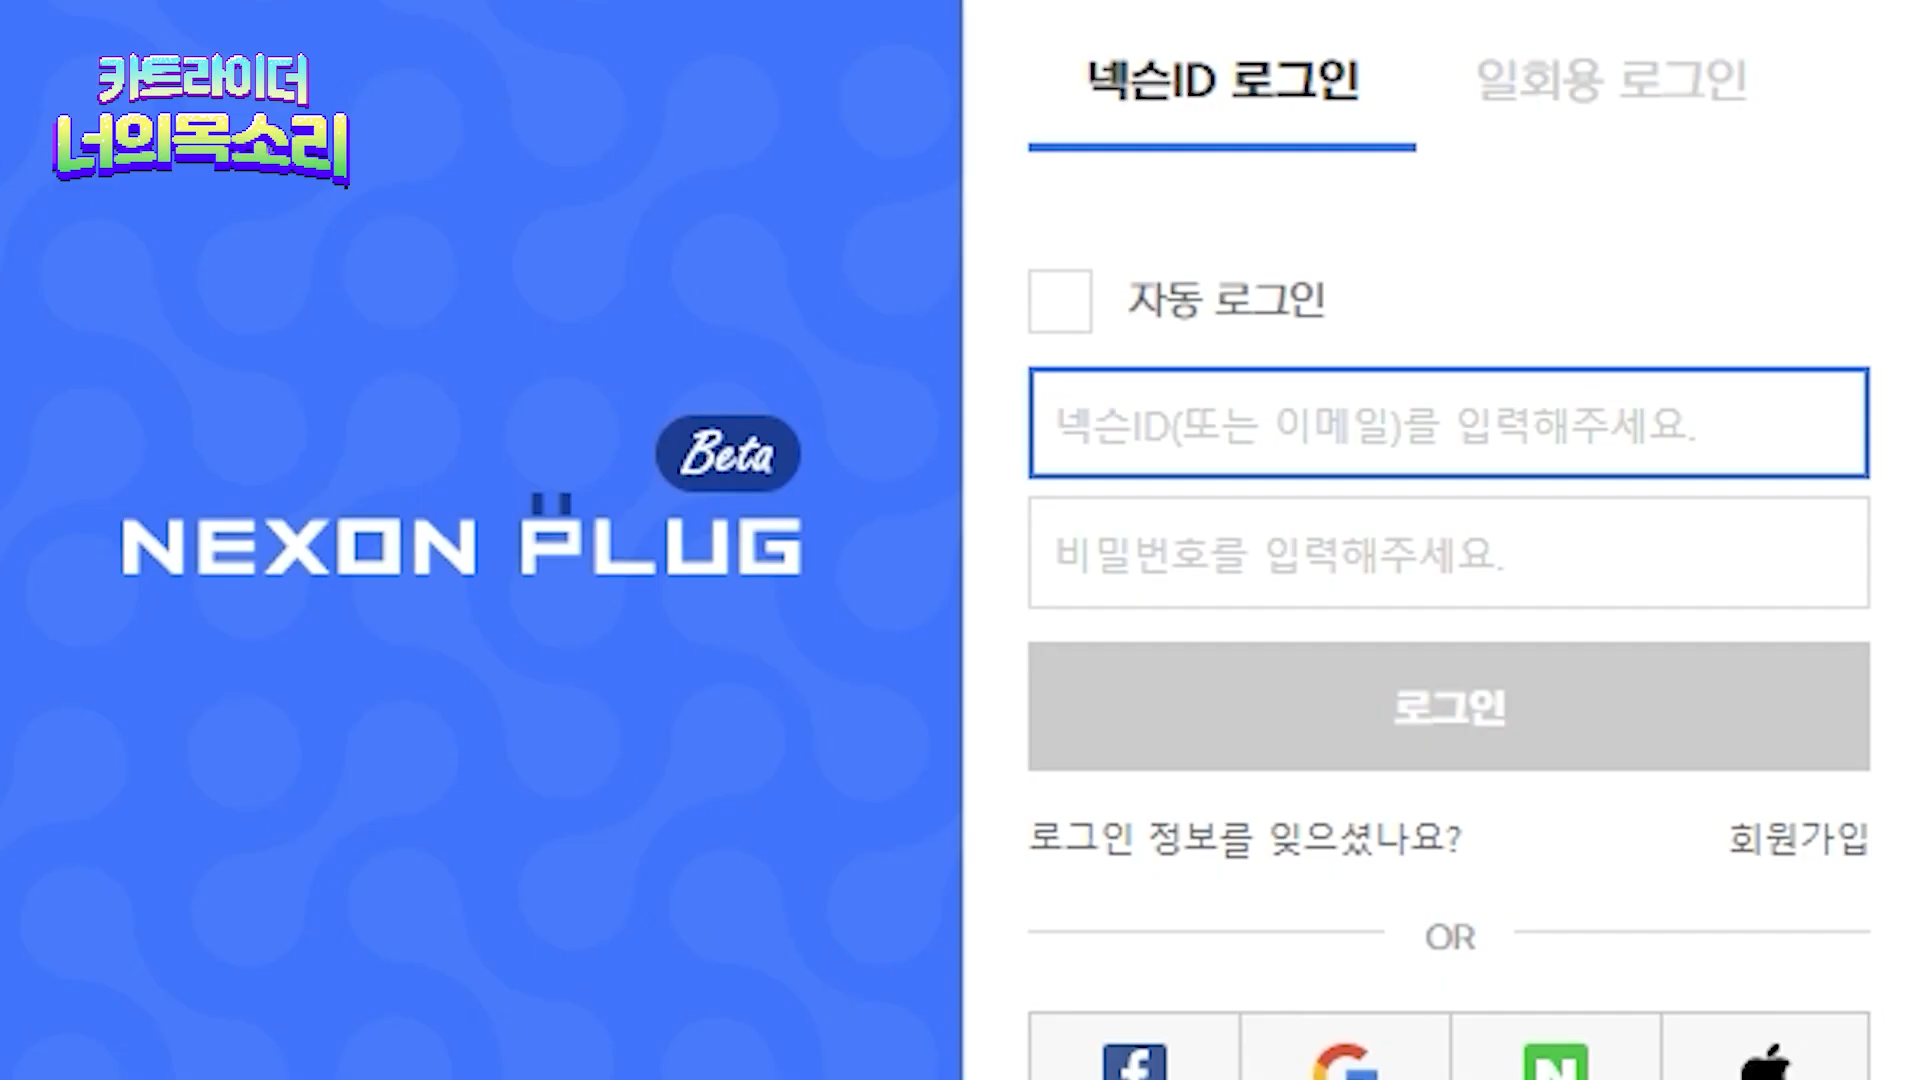 카트라이더
너의목소리
Beta
NEXON PLUG
넥슨ID 로그인
일회용 로그인
자동 로그인
넥슨ID(또는 이메일)를 입력해주세요.
비밀번호를 입력해주세요.
로그인
로그인 정보를 잊으셨나요?
회원가입
OR